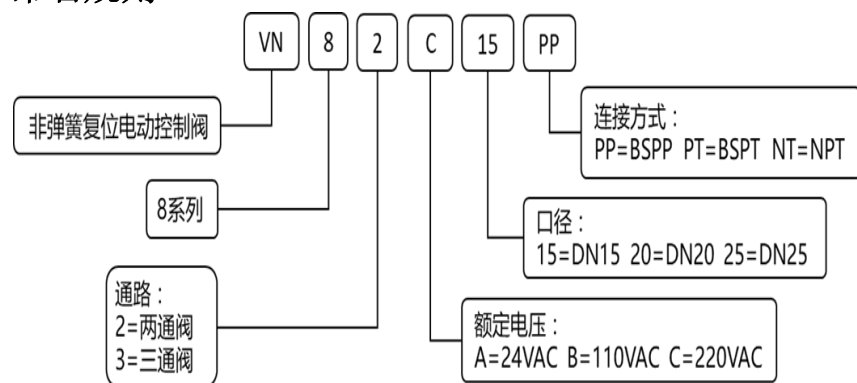 VN 8 2 C 15 PP
非弹簧复位电动控制阀
连接方式：
PP=BSPP PT=BSPT NT=NPT
8系列
口径：
15=DN15 20=DN20 25=DN25
通路：
2=两通阀
3=三通阀
额定电压：
A=24VAC B=110VAC C=220VAC